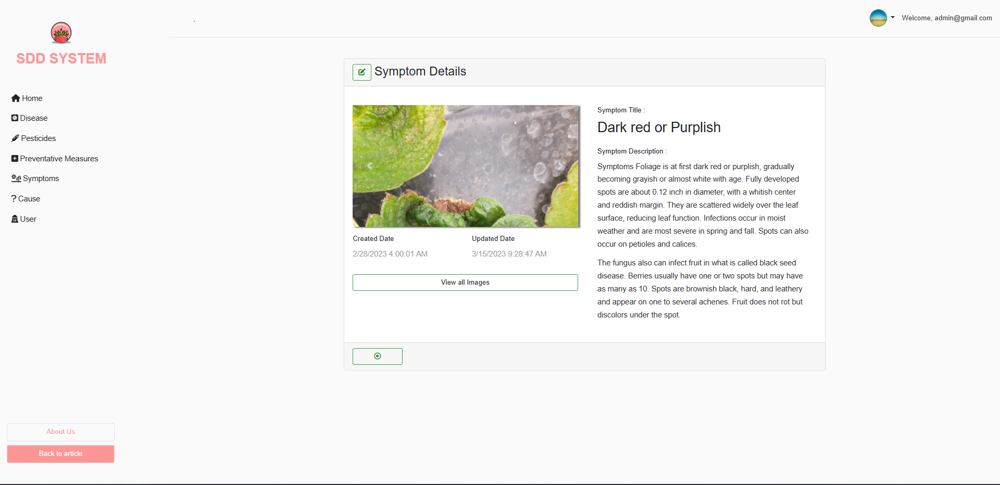 SDD SYSTEM
Home
Disease
Pesticides
Preventative Measures
Symptoms
Cause
User
About Us
Back to article
Welcome, admin@gmail.com
Symptom Details
Created Date
2/28/2023 4:00:01 AM
Updated Date
3/15/2023 9:28:47 AM
View all Images
Symptom Title :
Dark red or Purplish
Symptom Description :
Symptoms Foliage is at first dark red or purplish, gradually
becoming grayish or almost white with age. Fully developed
spots are about 0.12 inch in diameter, with a whitish center
and reddish margin. They are scattered widely over the leaf
surface, reducing leaf function. Infections occur in moist
weather and are most severe in spring and fall. Spots can also
occur on petioles and calices.
The fungus also can infect fruit in what is called black seed
disease. Berries usually have one or two spots but may have
as many as 10. Spots are brownish black, hard, and leathery
and appear on one to several achenes. Fruit does not rot but
discolors under the spot.